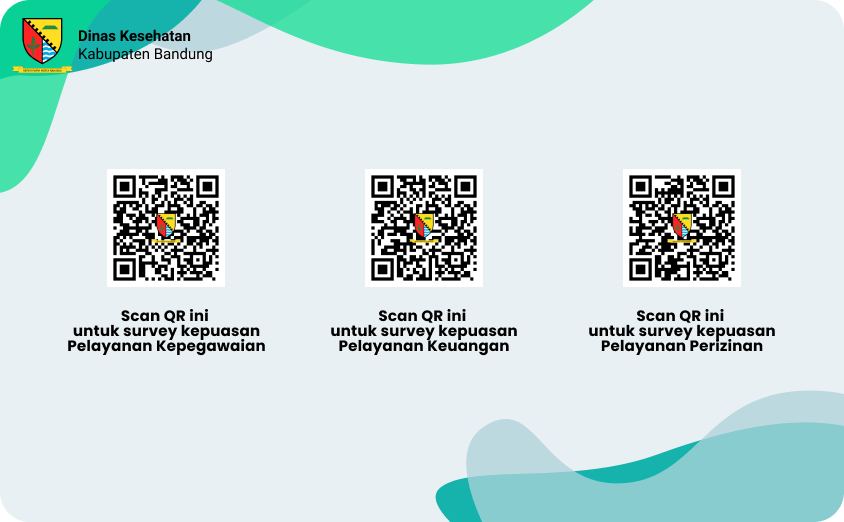 Dinas Kesehatan
Kabupaten Bandung
Scan QR ini
untuk survey kepuasan
Pelayanan Kepegawaian
Scan QR ini
untuk survey kepuasan
Pelayanan Keuangan
Scan QR ini
untuk survey kepuasan
Pelayanan Perizinan